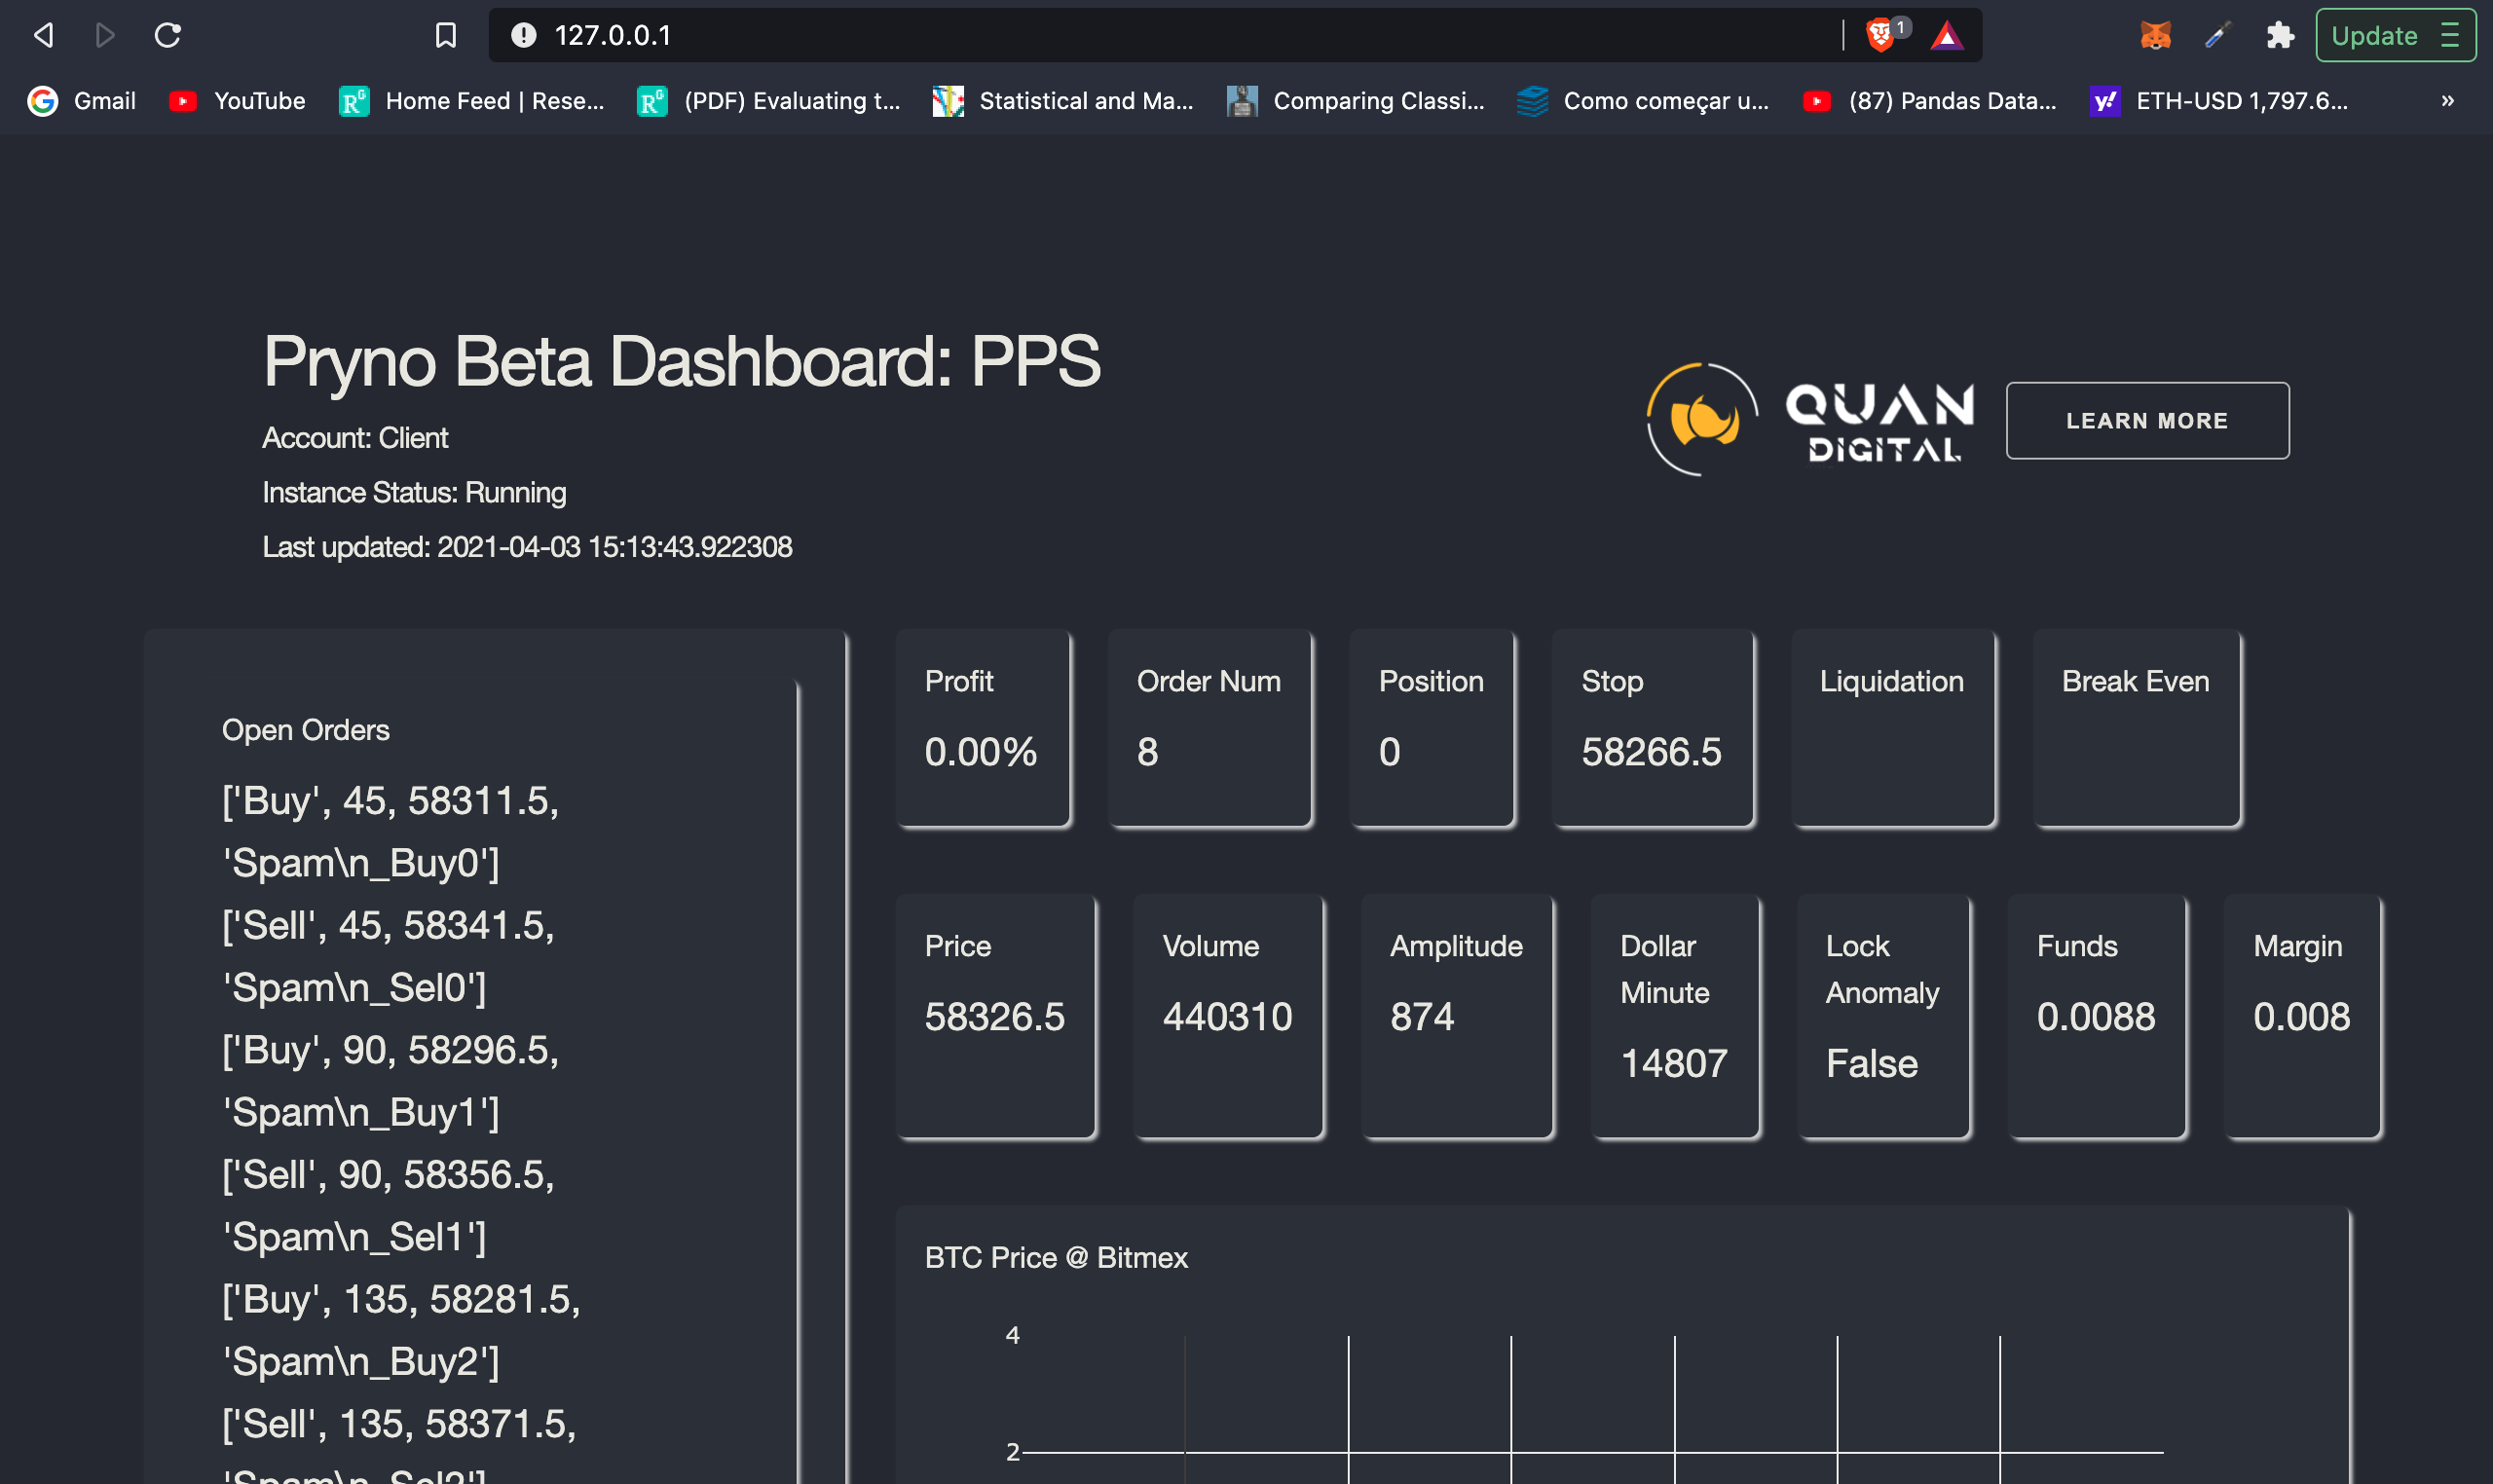 127.0.0.1
1
Update
Gmail
YouTube
Home Feed | Rese...
(PDF) Evaluating t...
Statistical and Ma...
Comparing Classi...
Como começar u...
(87) Pandas Data...
ETH-USD 1,797.6...
»
Pryno Beta Dashboard: PPS
Account: Client
Instance Status: Running
Last updated: 2021-04-03 15:13:43.922308
QUAN
DIGITAL
LEARN MORE
Open Orders
['Buy', 45, 58311.5,
'Spam\n_Buy0']
['Sell', 45, 58341.5,
'Spam\n_Sel0']
['Buy', 90, 58296.5,
'Spam\n_Buy1']
['Sell', 90, 58356.5,
'Spam\n_Sel1']
['Buy', 135, 58281.5,
'Spam\n_Buy2']
['Sell', 135, 58371.5,
'Spam\n_Sel2']
Profit
0.00%
Order Num
8
Position
0
Stop
58266.5
Liquidation
Break Even
Price
58326.5
Volume
440310
Amplitude
874
Dollar
Minute
14807
Lock
Anomaly
False
Funds
0.0088
Margin
0.008
BTC Price @ Bitmex
4
2